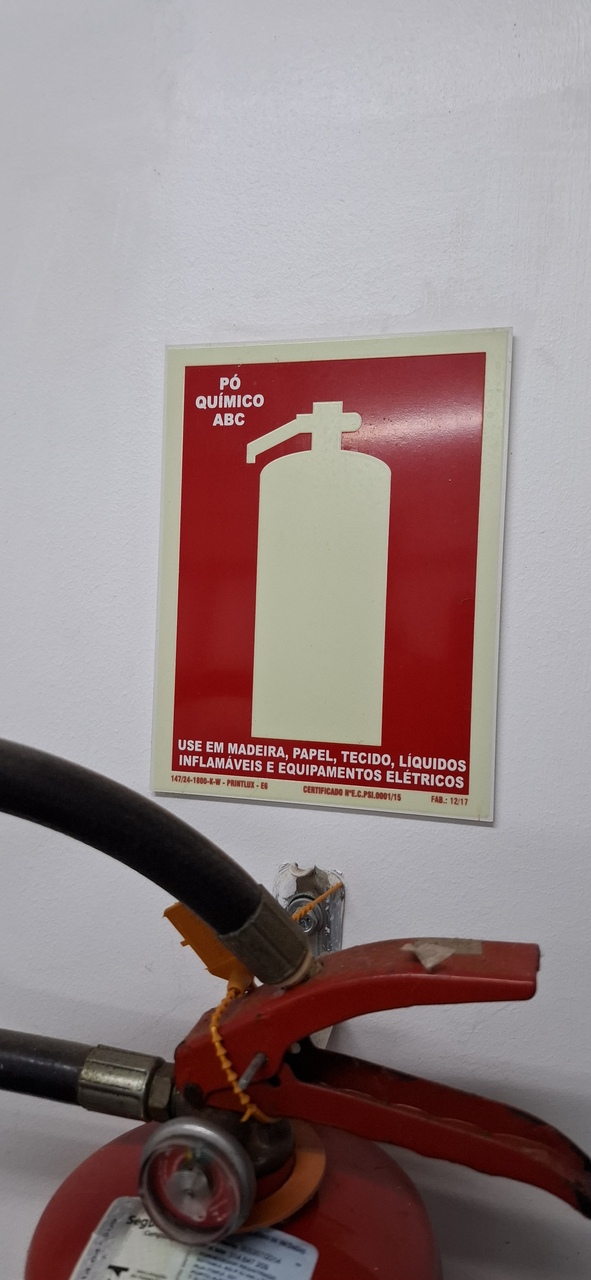 PÓ
QUÍMICO
ABC
USE EM MADEIRA, PAPEL, TECIDO, LÍQUIDOS
INFLAMÁVEIS E EQUIPAMENTOS ELÉTRICOS
147/24-1800-K-W - PRINTLUX - E6
CERTIFICADO NºE.C.PSI.0001/15
FAB.: 12/17